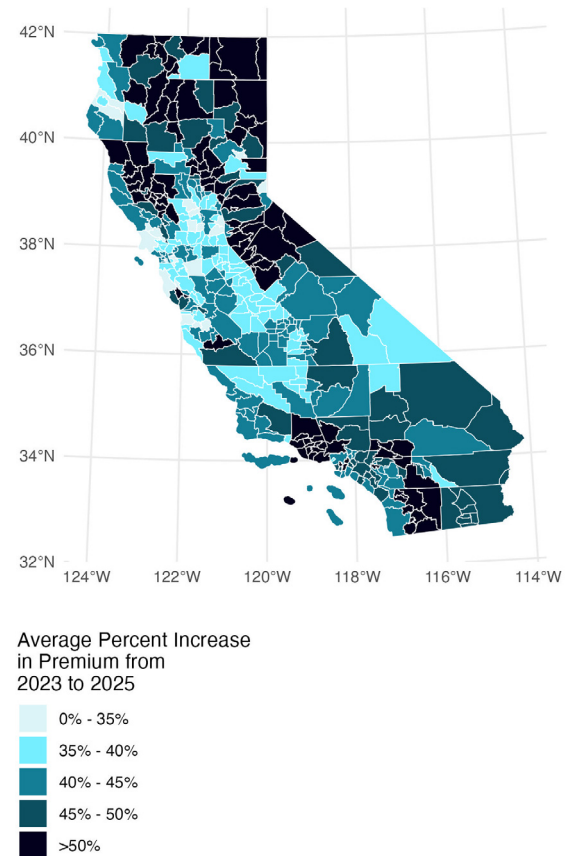 42°N
40°N
38°N
36°N
34°N
32°N
124°W 122°W 120°W 118°W 116°W 114°W
Average Percent Increase
in Premium from
2023 to 2025
0% - 35%
35% - 40%
40% - 45%
45% - 50%
>50%